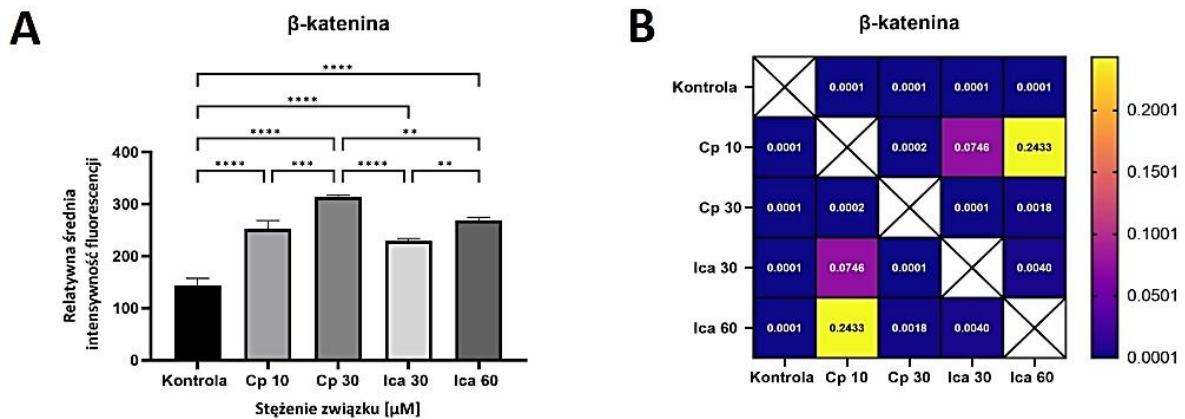 A
β-katenina
****
****
****
**
****
***
****
**
400
300
200
100
0
Relatywna średnia
intensywność fluorescencji
Kontrola Cp 10 Cp 30 Ica 30 Ica 60
Stężenie związku [µM]
B
β-katenina
Kontrola 0.0001 0.0001 0.0001 0.0001
Cp 10 0.0001 0.0002 0.0746 0.2433
Cp 30 0.0001 0.0002 0.0001 0.0018
Ica 30 0.0001 0.0746 0.0001 0.0040
Ica 60 0.0001 0.2433 0.0018 0.0040
Kontrola Cp 10 Cp 30 Ica 30 Ica 60
0.2001
0.1501
0.1001
0.0501
0.0001